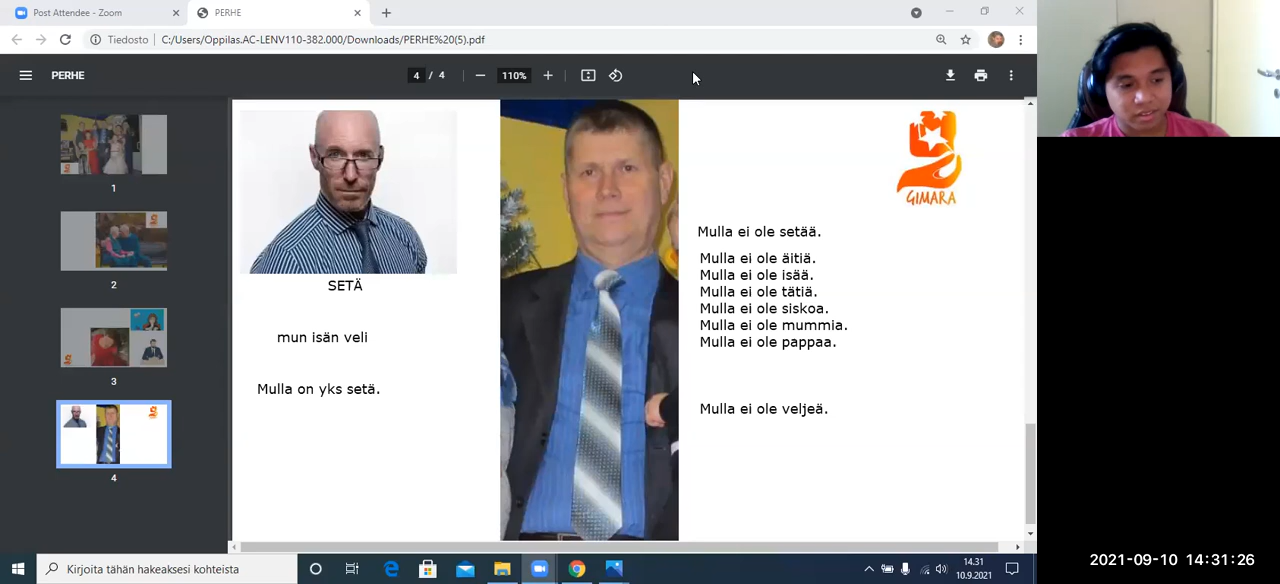 Post Attendee - Zoom
PERHE
Tiedosto
C:/Users/Oppilas.AC-LENV110-382.000/Downloads/PERHE%20(5).pdf
PERHE
4 / 4
110%
1
2
3
4
SETÄ
mun isän veli
Mulla on yks setä.
GIMARA
Mulla ei ole setää.
Mulla ei ole äitiä.
Mulla ei ole isää.
Mulla ei ole tätiä.
Mulla ei ole siskoa.
Mulla ei ole mummia.
Mulla ei ole pappaa.
Mulla ei ole veljeä.
Kirjoita tähän hakeaksesi kohteista
14.31
10.9.2021
2021-09-10 14:31:26